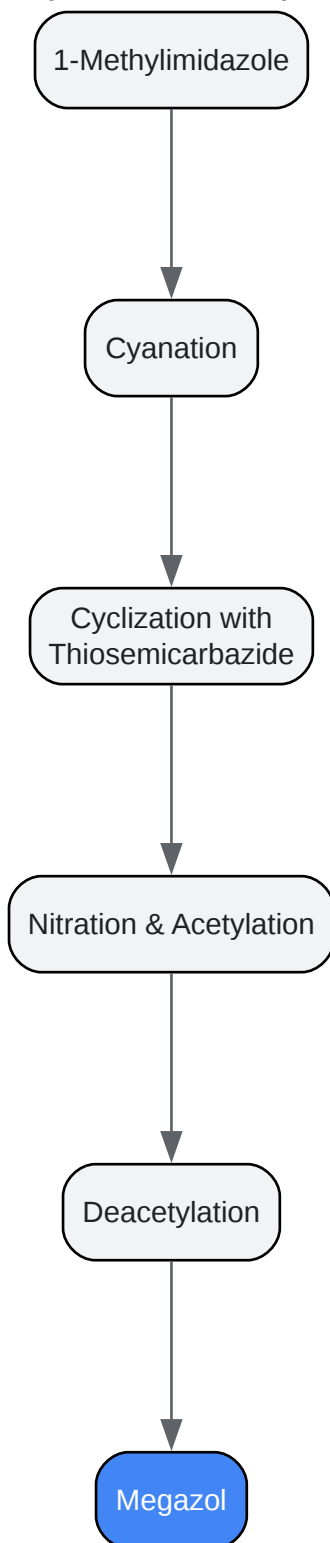 1-Methylimidazole
Cyanation
Cyclization with
Thiosemicarbazide
Nitration & Acetylation
Deacetylation
Megazol